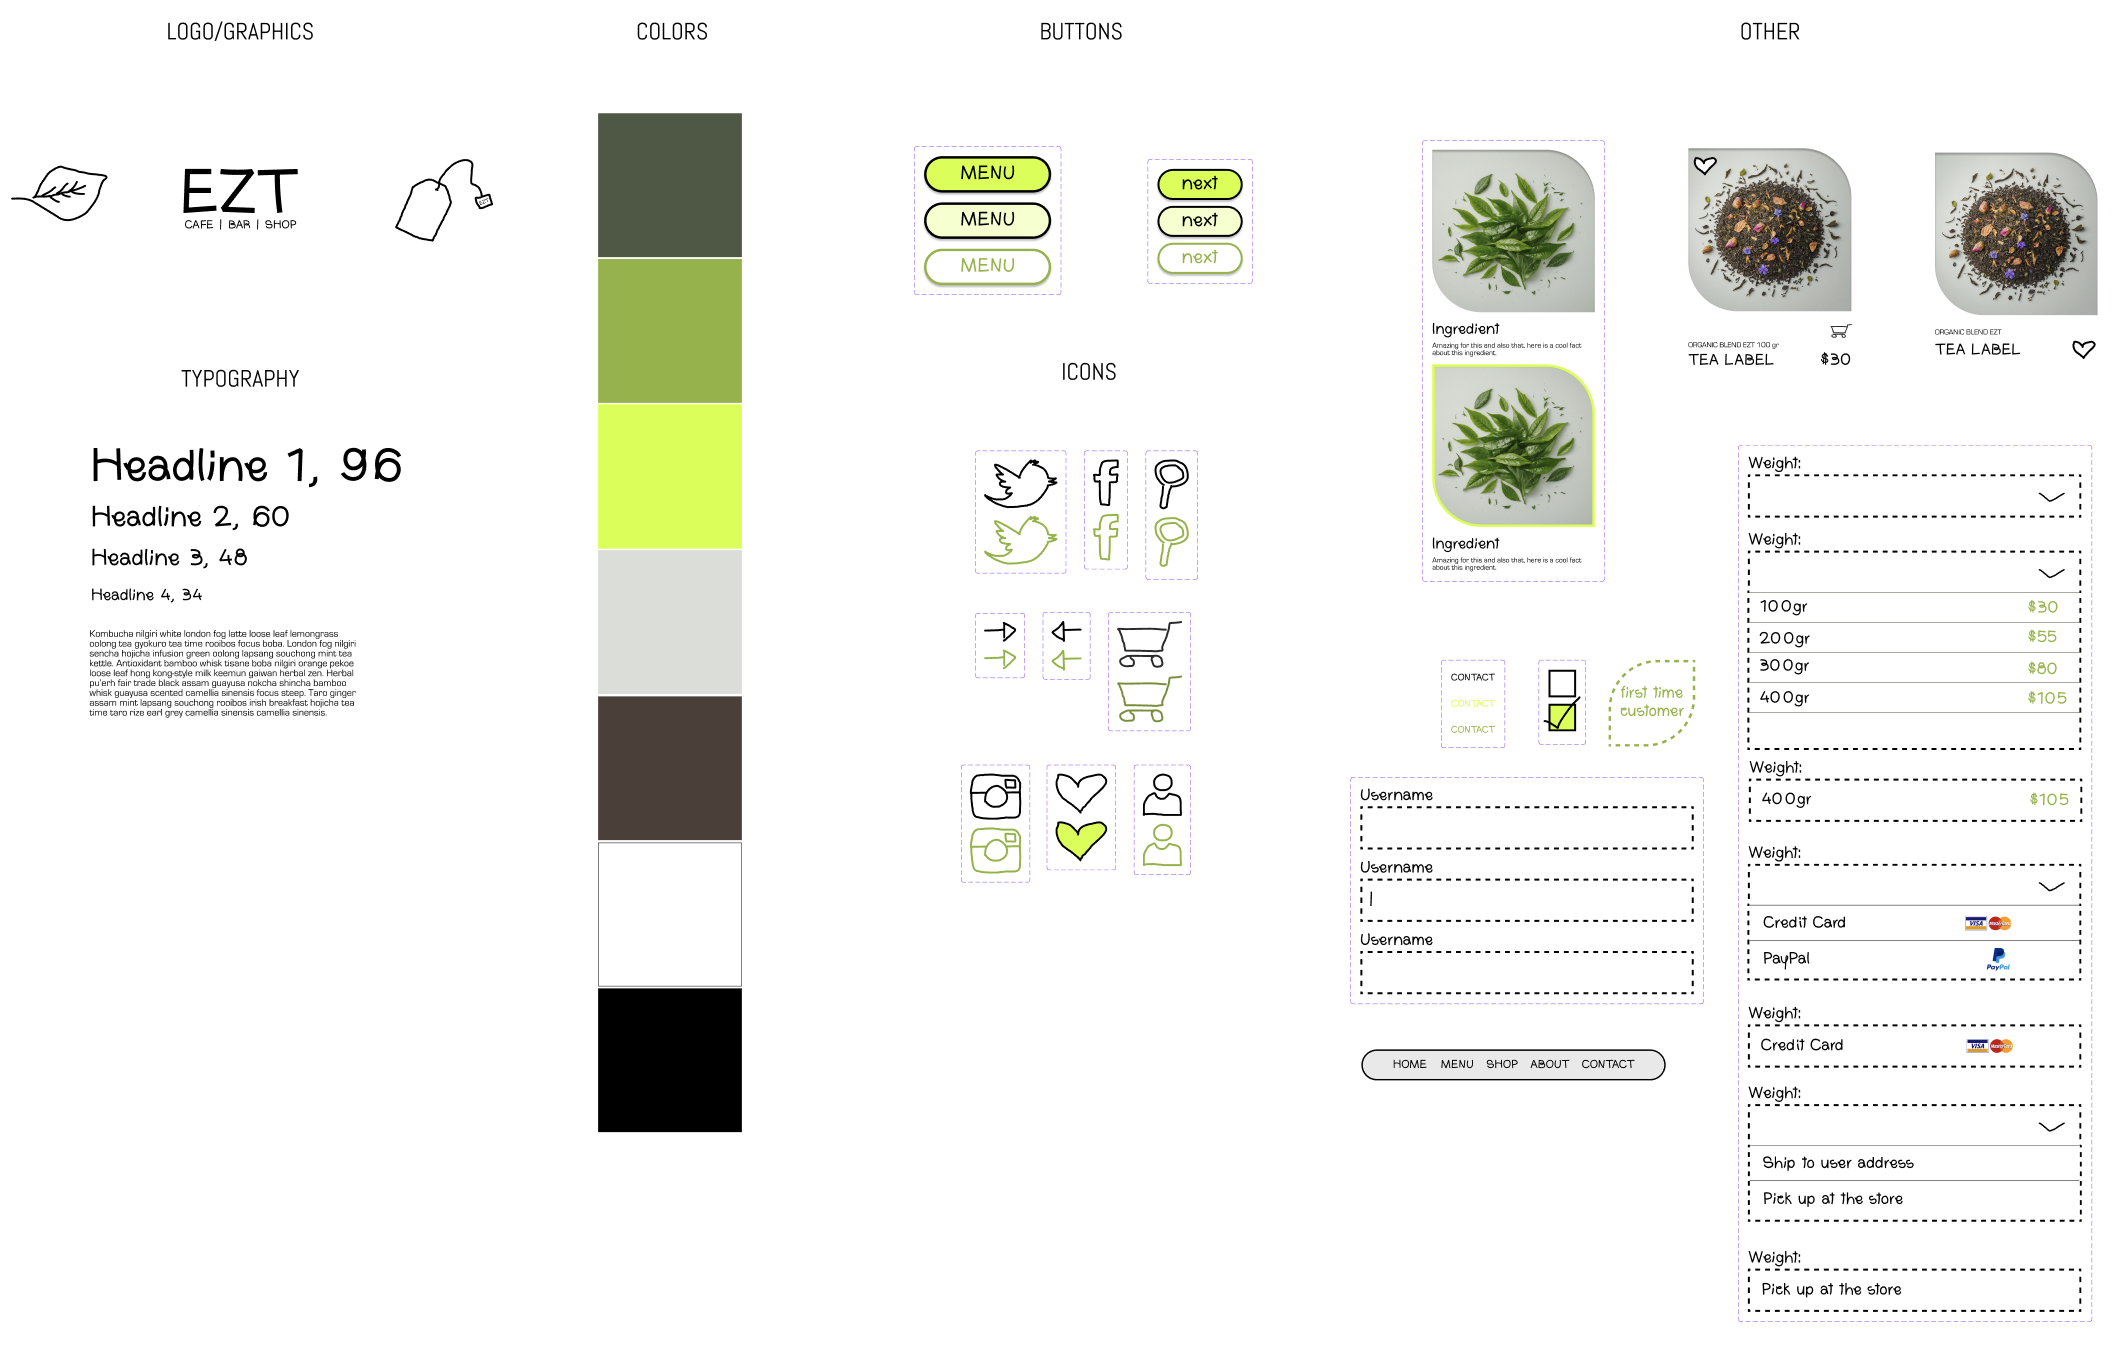 LOGO/GRAPHICS
EZT
CAFE | BAR | SHOP
EZT
TYPOGRAPHY
Headline 1, 96
Headline 2, 60
Headline 3, 48
Headline 4, 34
Kombucha nilgiri white london fog latte loose leaf lemongrass
oolong tea gyokuro tea time rooibos focus boba. London fog nilgiri
sencha hojicha infusion green oolong lapsang souchong mint tea
kettle. Antioxidant bamboo whisk tisane boba nilgiri orange pekoe
loose leaf hong kong-style milk keemun gaiwan herbal zen. Herbal
pu'erh fair trade black assam guayusa nokcha shincha bamboo
whisk guayusa scented camellia sinensis focus steep. Taro ginger
assam mint lapsang souchong rooibos irish breakfast hojicha tea
time taro rize earl grey camellia sinensis camellia sinensis.
COLORS
BUTTONS
MENU
MENU
MENU
next
next
next
ICONS
OTHER
Ingredient
Amazing for this and also that, here is a cool fact
about this ingredient.
Ingredient
Amazing for this and also that, here is a cool fact
about this ingredient.
ORGANIC BLEND EZT 100 gr
TEA LABEL $30
ORGANIC BLEND EZT
TEA LABEL
CONTACT
CONTACT
CONTACT
first time
customer
Username
Username
Username
HOME MENU SHOP ABOUT CONTACT
Weight:
Weight:
100gr $30
200gr $55
300gr $80
400gr $105
Weight:
400gr $105
Weight:
Credit Card VISA MasterCard
PayPal PayPal
Weight:
Credit Card VISA MasterCard
Weight:
Ship to user address
Pick up at the store
Weight:
Pick up at the store